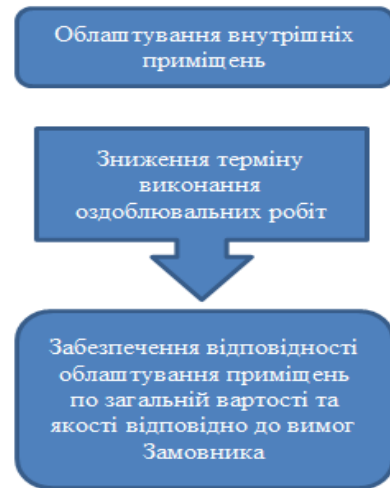 Облаштування внутрішніх
приміщень
Зниження терміну
виконання
оздоблювальних робіт
Забезпечення відповідності
облаштування приміщень
по загальній вартості та
якості відповідно до вимог
Замовника